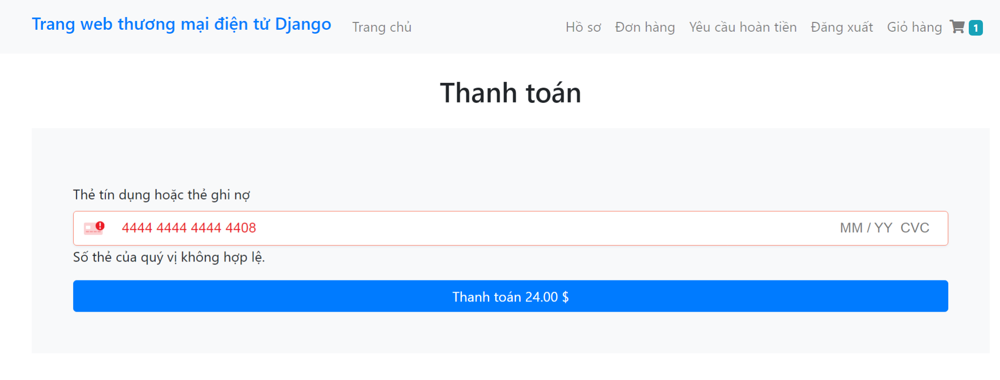 Trang web thương mại điện tử Django Trang chủ Hồ sơ Đơn hàng Yêu cầu hoàn tiền Đăng xuất Giỏ hàng 1
Thanh toán
Thẻ tín dụng hoặc thẻ ghi nợ
4444 4444 4444 4408 MM / YY CVC
Số thẻ của quý vị không hợp lệ.
Thanh toán 24.00 $